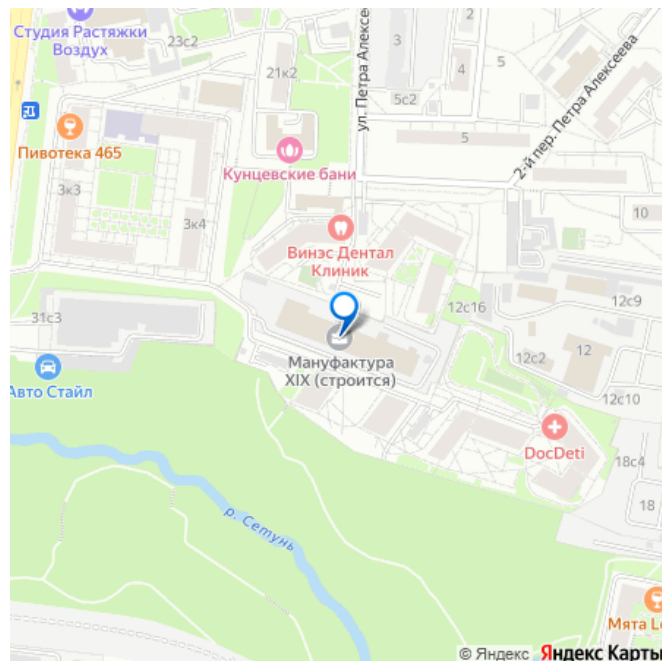 Студия Растяжки
Воздух
23с2
21к2
ул. Петра Алексее
3
2
4
5с2
5
2-й пер. Петра Алексеева
Пивотека 465
Кунцевские бани
3к3
3к4
10
Винэс Дентал
Клиник
12с16
12с9
31с3
Мануфактура
XIX (строится)
12с2
12
12с10
Авто Стайл
DocDeti
18с4
18
р. Сетунь
Мята Lo
© Яндекс Яндекс Карты